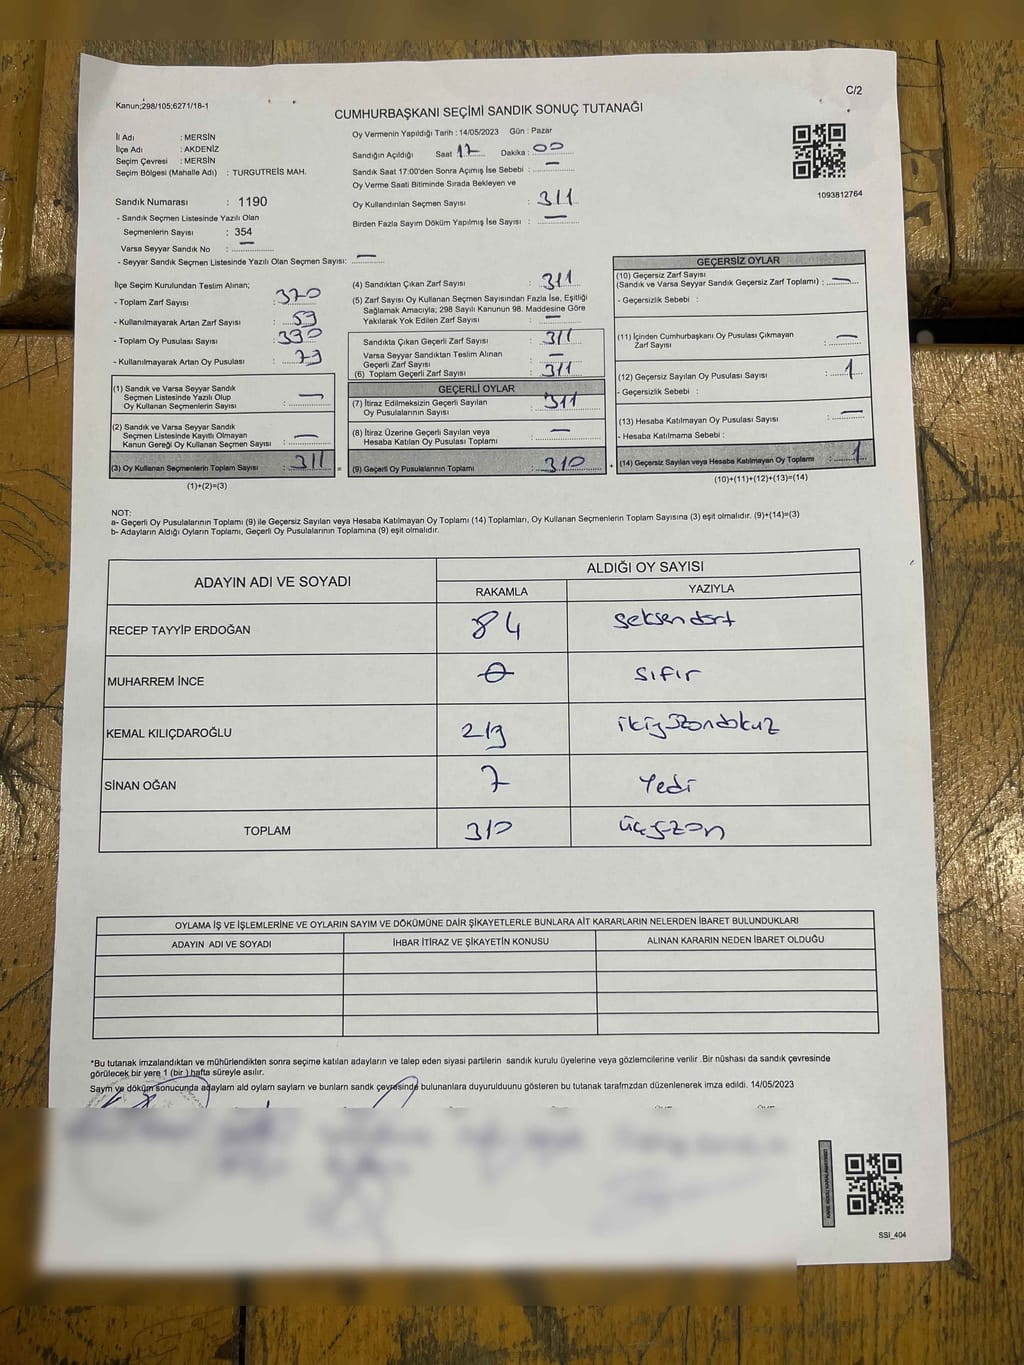 Kanun;298/105;6271/18-1
C/2
CUMHURBAŞKANI SEÇİMİ SANDIK SONUÇ TUTANAĞI
İl Adı : MERSİN
İlçe Adı : AKDENİZ
Seçim Çevresi : MERSİN
Seçim Bölgesi (Mahalle Adı) : TURGUTREİS MAH.
Sandık Numarası : 1190
- Sandık Seçmen Listesinde Yazılı Olan
Seçmenlerin Sayısı : 354
Varsa Seyyar Sandık No : —
- Seyyar Sandık Seçmen Listesinde Yazılı Olan Seçmen Sayısı: —
Oy Vermenin Yapıldığı Tarih : 14/05/2023 Gün : Pazar
Sandığın Açıldığı Saat 17 Dakika : 00
Sandık Saat 17:00'den Sonra Açımış İse Sebebi : —
Oy Verme Saati Bitiminde Sırada Bekleyen ve
Oy Kullandırılan Seçmen Sayısı : 311
Birden Fazla Sayım Döküm Yapılmış İse Sayısı : —
1093812764
İlçe Seçim Kurulundan Teslim Alınan;
- Toplam Zarf Sayısı : 370
- Kullanılmayarak Artan Zarf Sayısı : 59
- Toplam Oy Pusulası Sayısı : 390
- Kullanılmayarak Artan Oy Pusulası : 79
(1) Sandık ve Varsa Seyyar Sandık
Seçmen Listesinde Yazılı Olup
Oy Kullanan Seçmenlerin Sayısı : —
(2) Sandık ve Varsa Seyyar Sandık
Seçmen Listesinde Kayıtlı Olmayan
Kanun Gereği Oy Kullanan Seçmen Sayısı : —
(3) Oy Kullanan Seçmenlerin Toplam Sayısı : 311 =
(1)+(2)=(3)
(4) Sandıktan Çıkan Zarf Sayısı : 311
(5) Zarf Sayısı Oy Kullanan Seçmen Sayısından Fazla İse, Eşitliği
Sağlamak Amacıyla; 298 Sayılı Kanunun 98. Maddesine Göre
Yakılarak Yok Edilen Zarf Sayısı : —
Sandıkta Çıkan Geçerli Zarf Sayısı : 311
Varsa Seyyar Sandıktan Teslim Alınan
Geçerli Zarf Sayısı : —
(6) Toplam Geçerli Zarf Sayısı : 311
GEÇERLİ OYLAR
(7) İtiraz Edilmeksizin Geçerli Sayılan
Oy Pusulalarının Sayısı : 311
(8) İtiraz Üzerine Geçerli Sayılan veya
Hesaba Katılan Oy Pusulası Toplamı : —
(9) Geçerli Oy Pusulalarının Toplamı : 310 +
GEÇERSİZ OYLAR
(10) Geçersiz Zarf Sayısı
(Sandık ve Varsa Seyyar Sandık Geçersiz Zarf Toplamı) : —
- Geçersizlik Sebebi :
(11) İçinden Cumhurbaşkanı Oy Pusulası Çıkmayan
Zarf Sayısı : —
(12) Geçersiz Sayılan Oy Pusulası Sayısı : 1
- Geçersizlik Sebebi :
(13) Hesaba Katılmayan Oy Pusulası Sayısı : —
- Hesaba Katılmama Sebebi :
(14) Geçersiz Sayılan veya Hesaba Katılmayan Oy Toplamı : 1
(10)+(11)+(12)+(13)=(14)
NOT:
a- Geçerli Oy Pusulalarının Toplamı (9) ile Geçersiz Sayılan veya Hesaba Katılmayan Oy Toplamı (14) Toplamları, Oy Kullanan Seçmenlerin Toplam Sayısına (3) eşit olmalıdır. (9)+(14)=(3)
b- Adayların Aldığı Oyların Toplamı, Geçerli Oy Pusulalarının Toplamına (9) eşit olmalıdır.
ADAYIN ADI VE SOYADI
ALDIĞI OY SAYISI
RAKAMLA YAZIYLA
RECEP TAYYİP ERDOĞAN 84 seksendört
MUHARREM İNCE 0 sıfır
KEMAL KILIÇDAROĞLU 219 ikiyüzondokuz
SİNAN OĞAN 7 Yedi
TOPLAM 310 üçyüzon
OYLAMA İŞ VE İŞLEMLERİNE VE OYLARIN SAYIM VE DÖKÜMÜNE DAİR ŞİKAYETLERLE BUNLARA AİT KARARLARIN NELERDEN İBARET BULUNDUKLARI
ADAYIN ADI VE SOYADI İHBAR İTİRAZ VE ŞİKAYETİN KONUSU ALINAN KARARIN NEDEN İBARET OLDUĞU
*Bu tutanak imzalandıktan ve mühürlendikten sonra seçime katılan adayların ve talep eden siyasi partilerin sandık kurulu üyelerine veya gözlemcilerine verilir .Bir nüshası da sandık çevresinde
görülecek bir yere 1 (bir ) hafta süreyle asılır.
Sayım ve döküm sonucunda adaylarn ald oylarn saylarn ve bunlarn sandk çevresinde bulunanlara duyurulduunu gösteren bu tutanak tarafmzdan düzenlenerek imza edildi. 14/05/2023
SSI_404